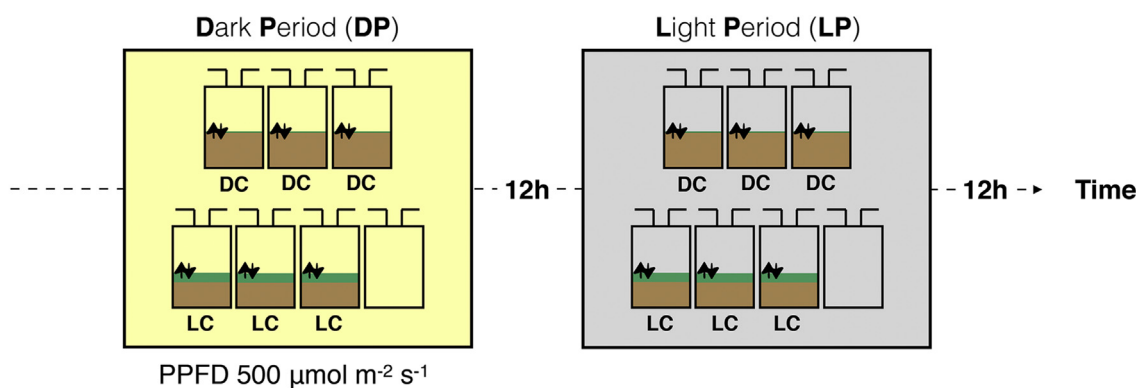 Dark Period (DP)
Light Period (LP)
DC DC DC
DC DC DC
12h
12h
Time
LC LC LC
LC LC LC
PPFD 500 μmol m⁻² s⁻¹